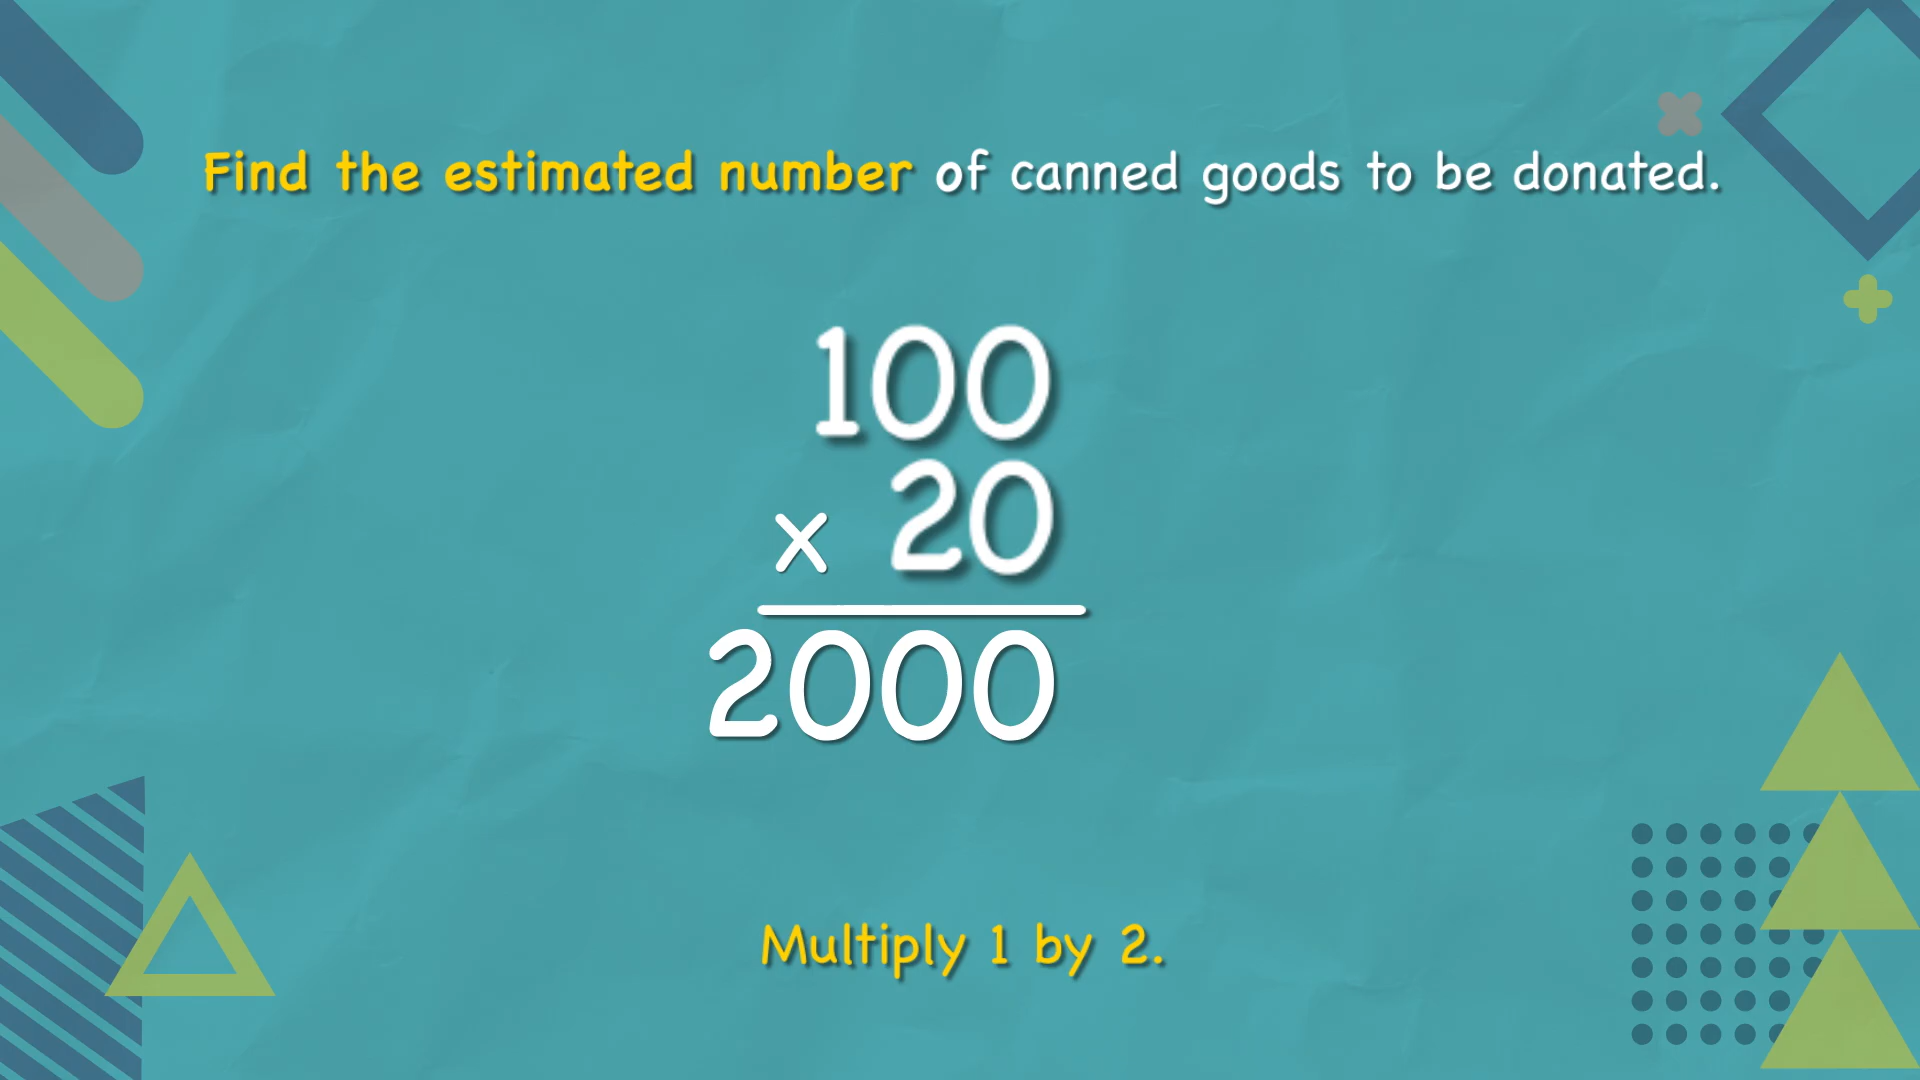 Find the estimated number of canned goods to be donated.
100
x 20
2000
Multiply 1 by 2.